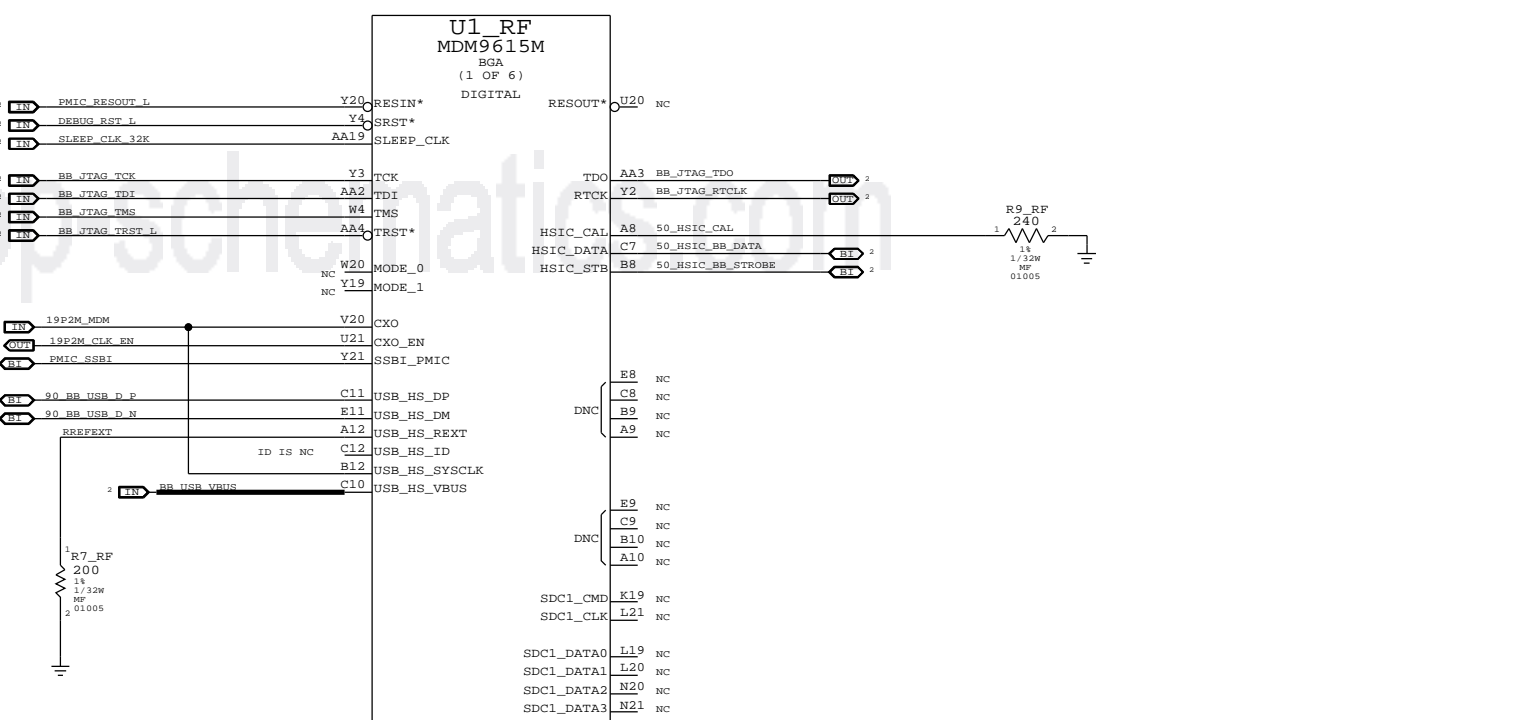 U1_RF
MDM9615M
BGA
(1 OF 6)
DIGITAL
IN PMIC_RESOUT_L Y20 RESIN* RESOUT* U20 NC
IN DEBUG_RST_L Y4 SRST*
IN SLEEP_CLK_32K AA19 SLEEP_CLK
IN BB_JTAG_TCK Y3 TCK TDO AA3 BB_JTAG_TDO OUT 2
IN BB_JTAG_TDI AA2 TDI RTCK Y2 BB_JTAG_RTCLK OUT 2
IN BB_JTAG_TMS W4 TMS
IN BB_JTAG_TRST_L AA4 TRST* HSIC_CAL A8 50_HSIC_CAL
HSIC_DATA C7 50_HSIC_BB_DATA BI 2
NC W20 MODE_0 HSIC_STB B8 50_HSIC_BB_STROBE BI 2
NC Y19 MODE_1
R9_RF
240
1 2
1%
1/32W
MF
01005
p-schematics.com
IN 19P2M_MDM V20 CXO
OUT 19P2M_CLK_EN U21 CXO_EN
BI PMIC_SSBI Y21 SSBI_PMIC
BI 90_BB_USB_D_P C11 USB_HS_DP
BI 90_BB_USB_D_N E11 USB_HS_DM
RREFEXT A12 USB_HS_REXT
ID IS NC C12 USB_HS_ID
B12 USB_HS_SYSCLK
2 IN BB_USB_VBUS C10 USB_HS_VBUS
E8 NC
C8 NC
DNC
B9 NC
A9 NC
E9 NC
C9 NC
DNC
B10 NC
A10 NC
1
R7_RF
200
1%
1/32W
MF
01005
2
SDC1_CMD K19 NC
SDC1_CLK L21 NC
SDC1_DATA0 L19 NC
SDC1_DATA1 L20 NC
SDC1_DATA2 N20 NC
SDC1_DATA3 N21 NC